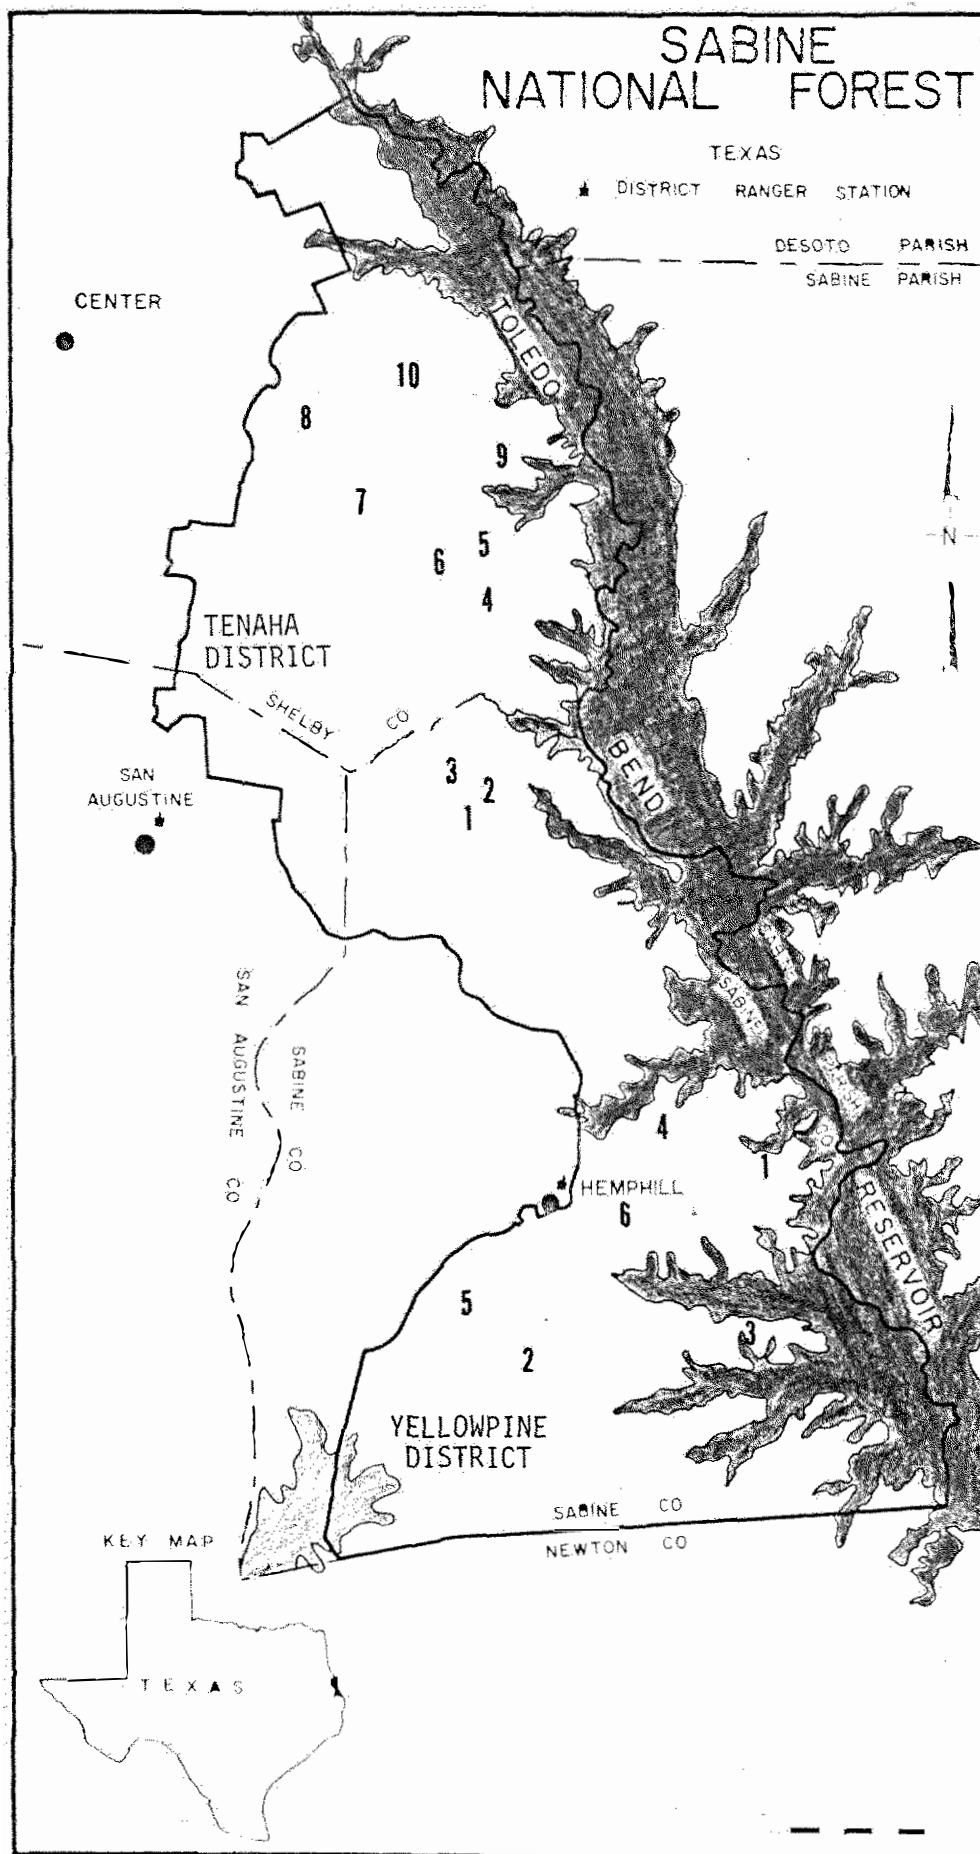 SABINE
NATIONAL FOREST
TEXAS
DISTRICT RANGER STATION
DESOTO PARISH
SABINE PARISH
CENTER
TOLEDO
10
8
9
7
N
5
6
4
TENAHA
DISTRICT
SHELBY CO
BEND
3
2
1
SAN
AUGUSTINE
SABINE
SAN AUGUSTINE CO
SABINE CO
PARISH
CO
4
1
HEMPHILL
6
RESERVOIR
5
3
2
YELLOWPINE
DISTRICT
SABINE CO
NEWTON CO
KEY MAP
TEXAS